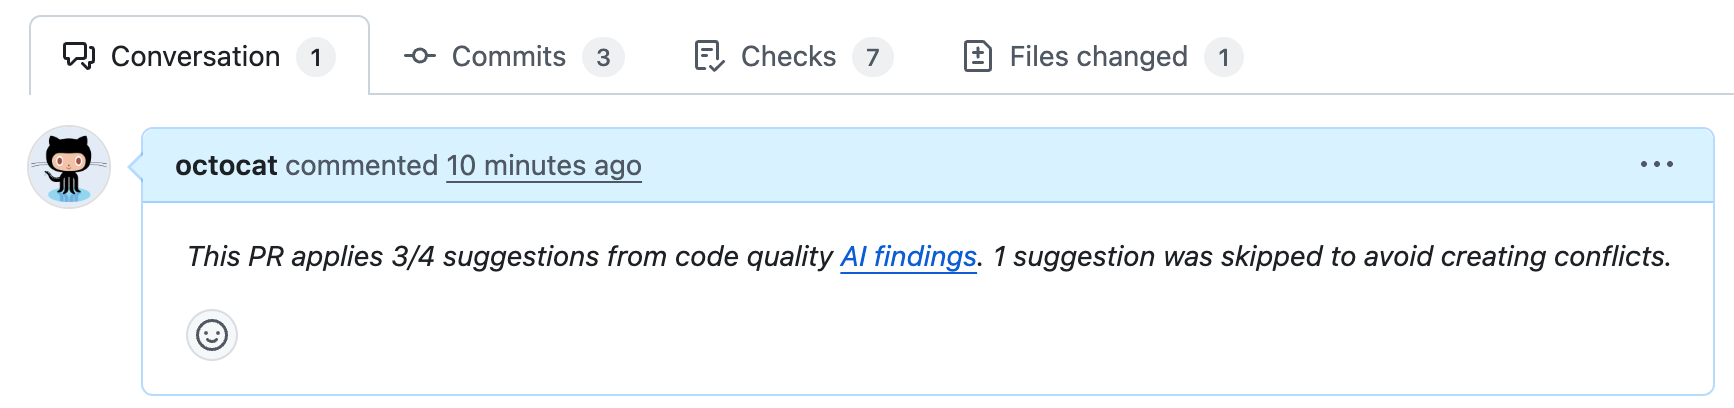 Conversation 1 Commits 3 Checks 7 Files changed 1
octocat commented 10 minutes ago
This PR applies 3/4 suggestions from code quality AI findings. 1 suggestion was skipped to avoid creating conflicts.